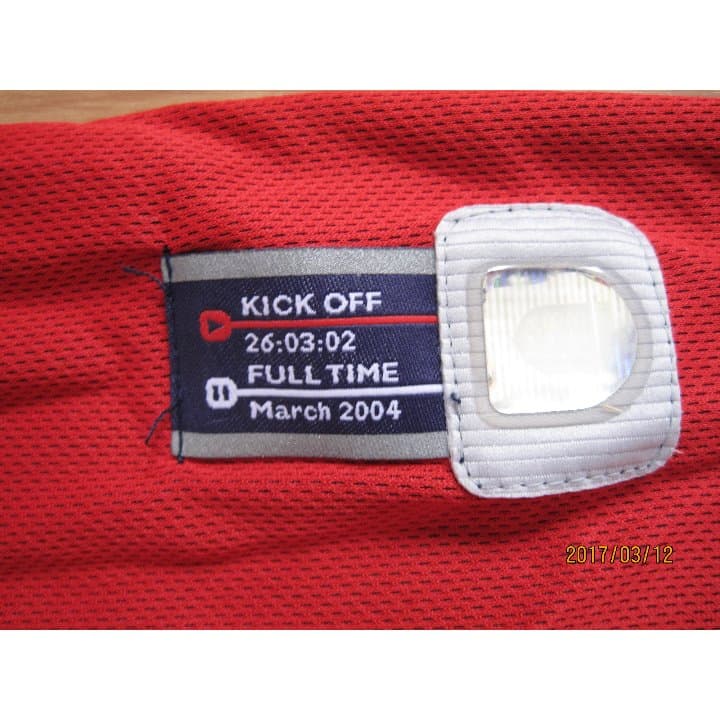 KICK OFF
26:03:02
FULL TIME
March 2004
2017/03/12